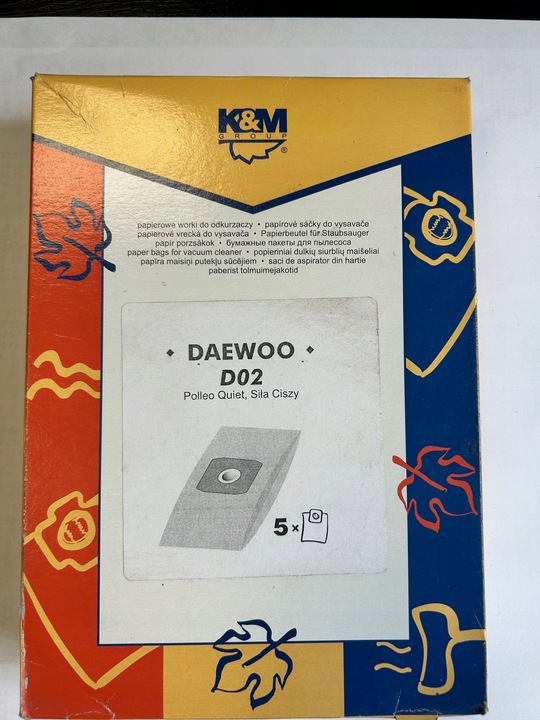 K&M
GROUP
®
papierowe worki do odkurzaczy • papírové sáčky do vysavače
papierové vrecká do vysavača • Papierbeutel für Staubsauger
papir porzsákok • бумажные пакеты для пылесоса
paper bags for vacuum cleaner • popieriniai dulkių siurblių maišeliai
papīra maisiņi putekļu sūcējiem • saci de aspirator din hartie
paberist tolmuimejakotid
DAEWOO
D02
Polleo Quiet, Siła Ciszy
5×